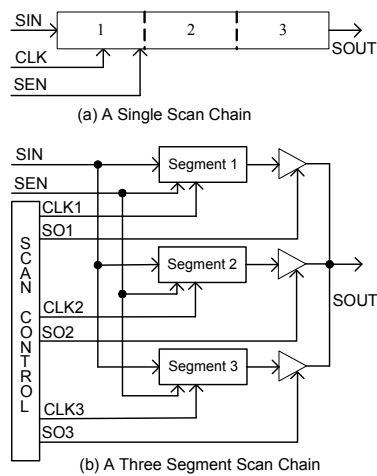 SIN
1 2 3
SOUT
CLK
SEN
(a) A Single Scan Chain
SIN
Segment 1
SEN
CLK1
SO1
SCAN CONTROL
Segment 2
SOUT
CLK2
SO2
Segment 3
CLK3
SO3
(b) A Three Segment Scan Chain